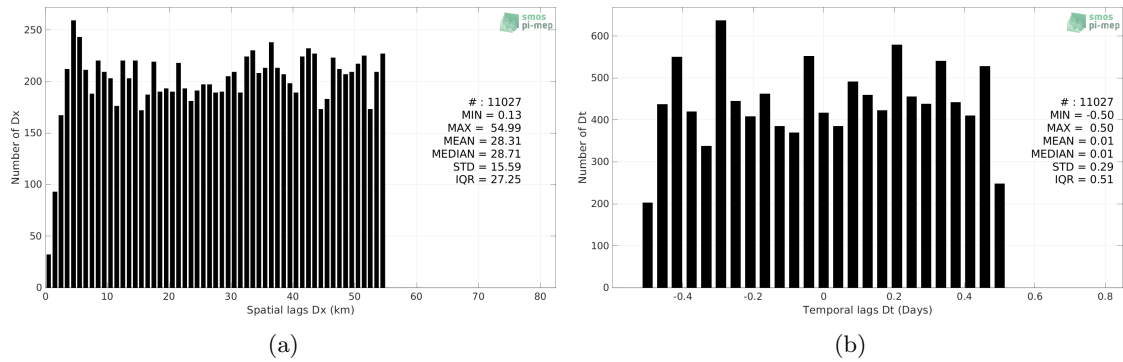 smos
pi-mep
250
200
150
100
50
0
Number of Dx
# : 11027
MIN = 0.13
MAX = 54.99
MEAN = 28.31
MEDIAN = 28.71
STD = 15.59
IQR = 27.25
0 10 20 30 40 50 60 70 80
Spatial lags Dx (km)
(a)
smos
pi-mep
600
500
400
300
200
100
0
Number of Dt
# : 11027
MIN = -0.50
MAX = 0.50
MEAN = 0.01
MEDIAN = 0.01
STD = 0.29
IQR = 0.51
-0.4 -0.2 0 0.2 0.4 0.6 0.8
Temporal lags Dt (Days)
(b)